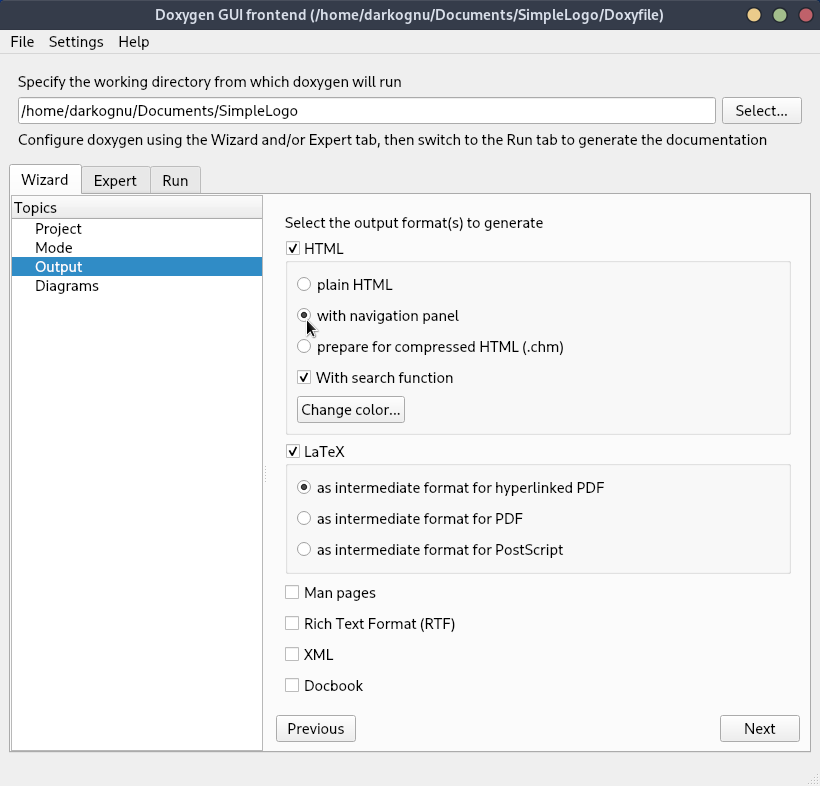 Doxygen GUI frontend (/home/darkognu/Documents/SimpleLogo/Doxyfile)
File Settings Help
Specify the working directory from which doxygen will run
/home/darkognu/Documents/SimpleLogo Select...
Configure doxygen using the Wizard and/or Expert tab, then switch to the Run tab to generate the documentation
Wizard Expert Run
Topics
Project
Mode
Output
Diagrams
Select the output format(s) to generate
HTML
plain HTML
with navigation panel
prepare for compressed HTML (.chm)
With search function
Change color...
LaTeX
as intermediate format for hyperlinked PDF
as intermediate format for PDF
as intermediate format for PostScript
Man pages
Rich Text Format (RTF)
XML
Docbook
Previous Next